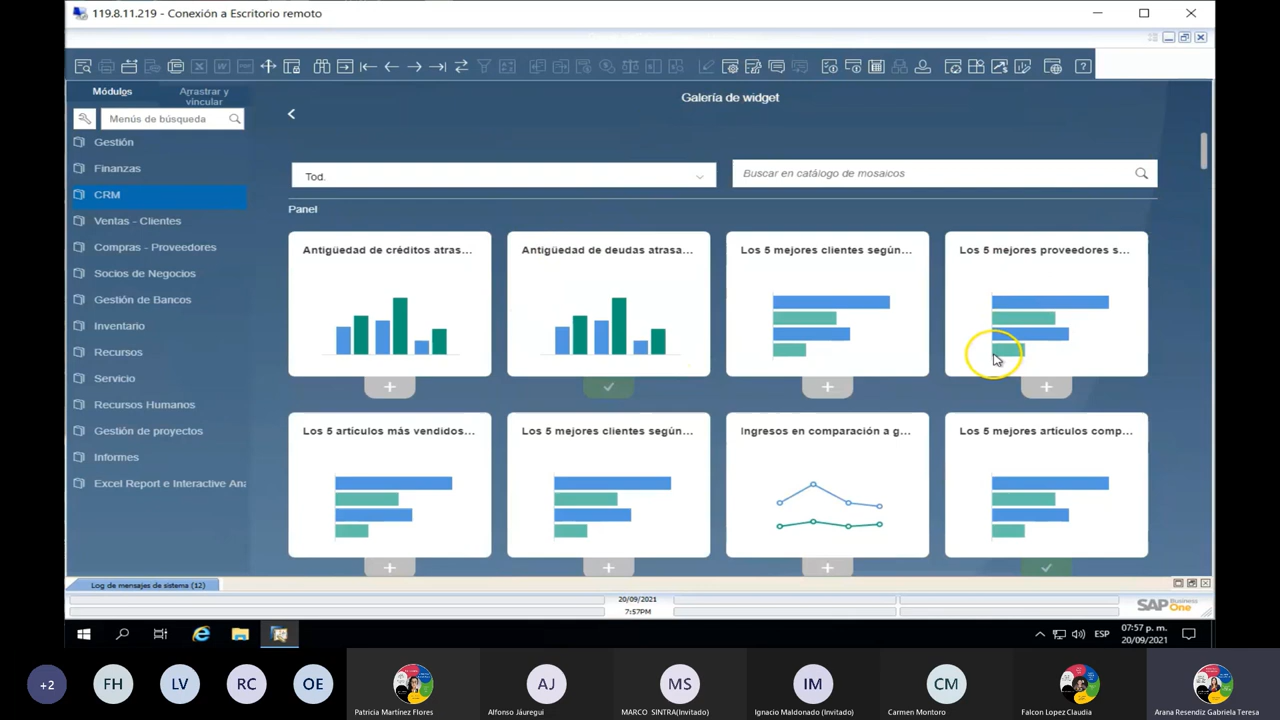 119.8.11.219 - Conexión a Escritorio remoto
Módulos
Arrastrar y
vincular
Galería de widget
Menús de búsqueda
Gestión
Finanzas
CRM
Ventas - Clientes
Compras - Proveedores
Socios de Negocios
Gestión de Bancos
Inventario
Recursos
Servicio
Recursos Humanos
Gestión de proyectos
Informes
Excel Report e Interactive Ana
Tod.
Buscar en catálogo de mosaicos
Panel
Antigüedad de créditos atras...
Antigüedad de deudas atrasa...
Los 5 mejores clientes según...
Los 5 mejores proveedores s...
Los 5 artículos más vendidos...
Los 5 mejores clientes según...
Ingresos en comparación a g...
Los 5 mejores artículos comp...
Log de mensajes de sistema (12)
20/09/2021
7:57PM
SAP Business
One
ESP
07:57 p. m.
20/09/2021
+2
FH
LV
RC
OE
AJ
MS
IM
CM
Patricia Martínez Flores
Alfonso Jáuregui
MARCO SINTRA(Invitado)
Ignacio Maldonado (Invitado)
Carmen Montoro
Falcon Lopez Claudia
Arana Resendiz Gabriela Teresa